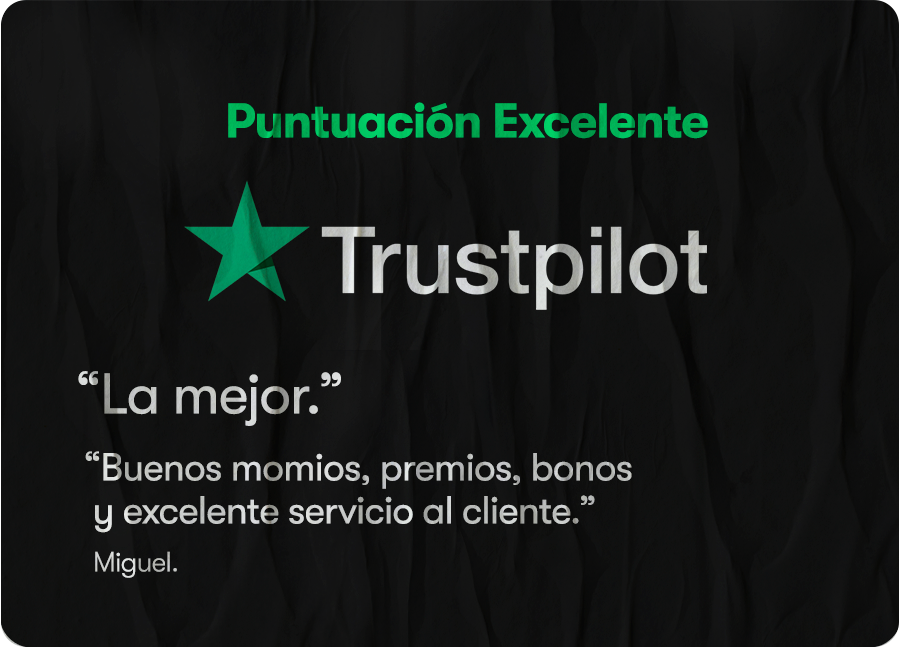 Puntuación Excelente
Trustpilot
“La mejor.”
“Buenos momios, premios, bonos
y excelente servicio al cliente.”
Miguel.